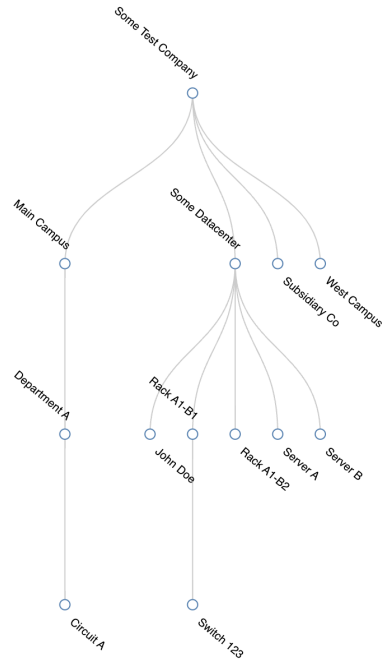 Some Test Company
Main Campus
Some Datacenter
Subsidiary Co
West Campus
Department A
John Doe
Rack A1-B1
Rack A1-B2
Server A
Server B
Circuit A
Switch 123